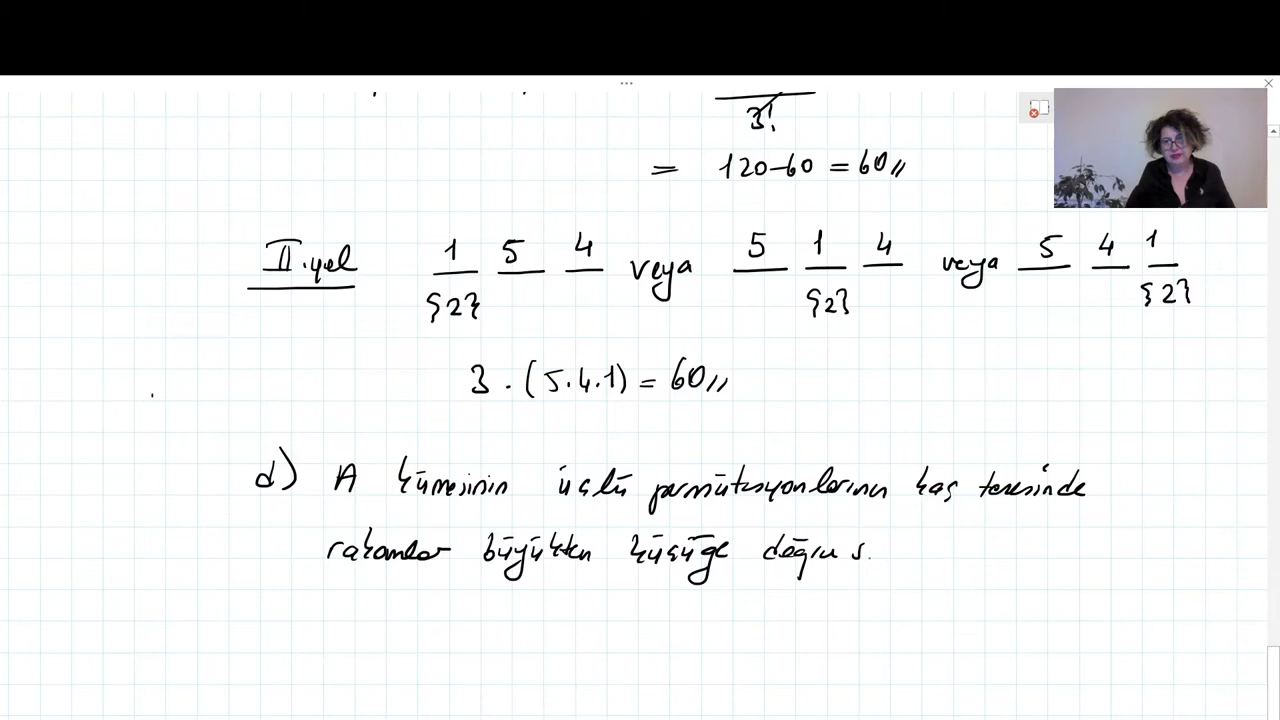 3!
= 120-60 = 60//
II.yol 1 5 4 veya 5 1 4 veya 5 4 1
{2} {2} {2}
3 . (5.4.1) = 60//
d) A kümesinin üçlü permütasyonlarının kaç tanesinde
rakamlar büyükten küçüğe doğru s.